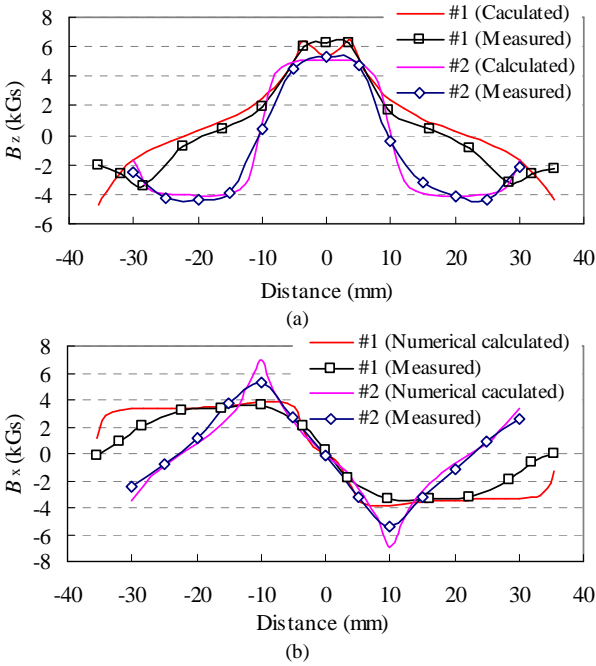 (a)
8
6
4
2
0
-2
-4
-6
B z (kGs)
#1 (Caculated)
#1 (Measured)
#2 (Calculated)
#2 (Measured)
-40 -30 -20 -10 0 10 20 30 40
Distance (mm)
(a)
8
6
4
2
0
-2
-4
-6
-8
B x (kGs)
#1 (Numerical calculated)
#1 (Measured)
#2 (Numerical caculated)
#2 (Measured)
-40 -30 -20 -10 0 10 20 30 40
Distance (mm)
(b)